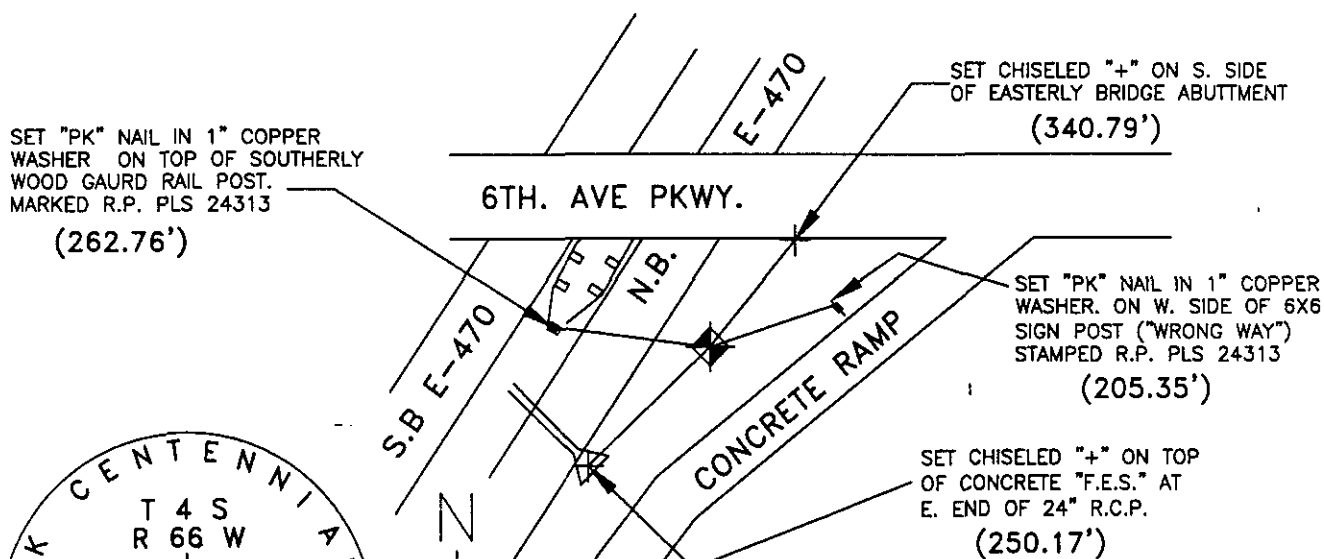 SET "PK" NAIL IN 1" COPPER
WASHER ON TOP OF SOUTHERLY
WOOD GAURD RAIL POST.
MARKED R.P. PLS 24313
(262.76')
E-470
SET CHISELED "+" ON S. SIDE
OF EASTERLY BRIDGE ABUTTMENT
(340.79')
6TH. AVE PKWY.
N.B.
S.B E-470
SET "PK" NAIL IN 1" COPPER
WASHER. ON W. SIDE OF 6X6
SIGN POST ("WRONG WAY")
STAMPED R.P. PLS 24313
(205.35')
CONCRETE RAMP
SET CHISELED "+" ON TOP
OF CONCRETE "F.E.S." AT
E. END OF 24" R.C.P.
(250.17')
K CENTENNIA
T 4 S
R 66 W
N